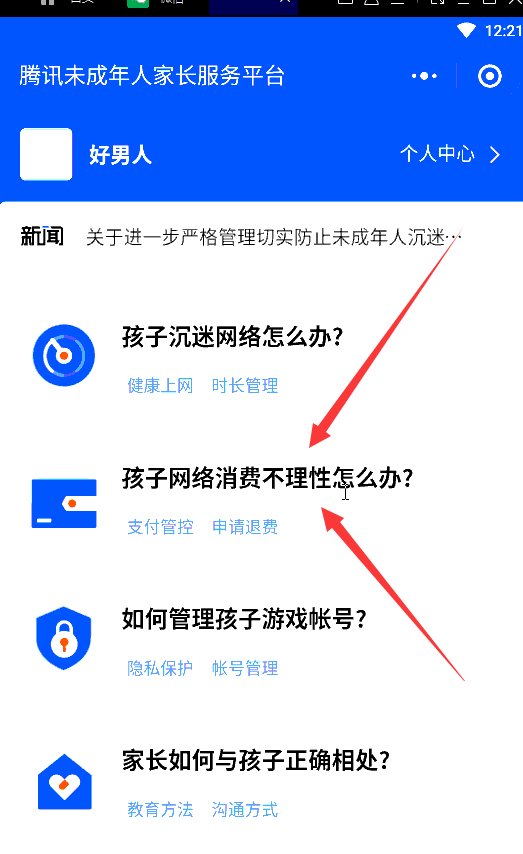 12:21
腾讯未成年人家长服务平台
好男人
个人中心
新闻 关于进一步严格管理切实防止未成年人沉迷…
孩子沉迷网络怎么办?
健康上网 时长管理
孩子网络消费不理性怎么办?
支付管控 申请退费
如何管理孩子游戏帐号?
隐私保护 帐号管理
家长如何与孩子正确相处?
教育方法 沟通方式